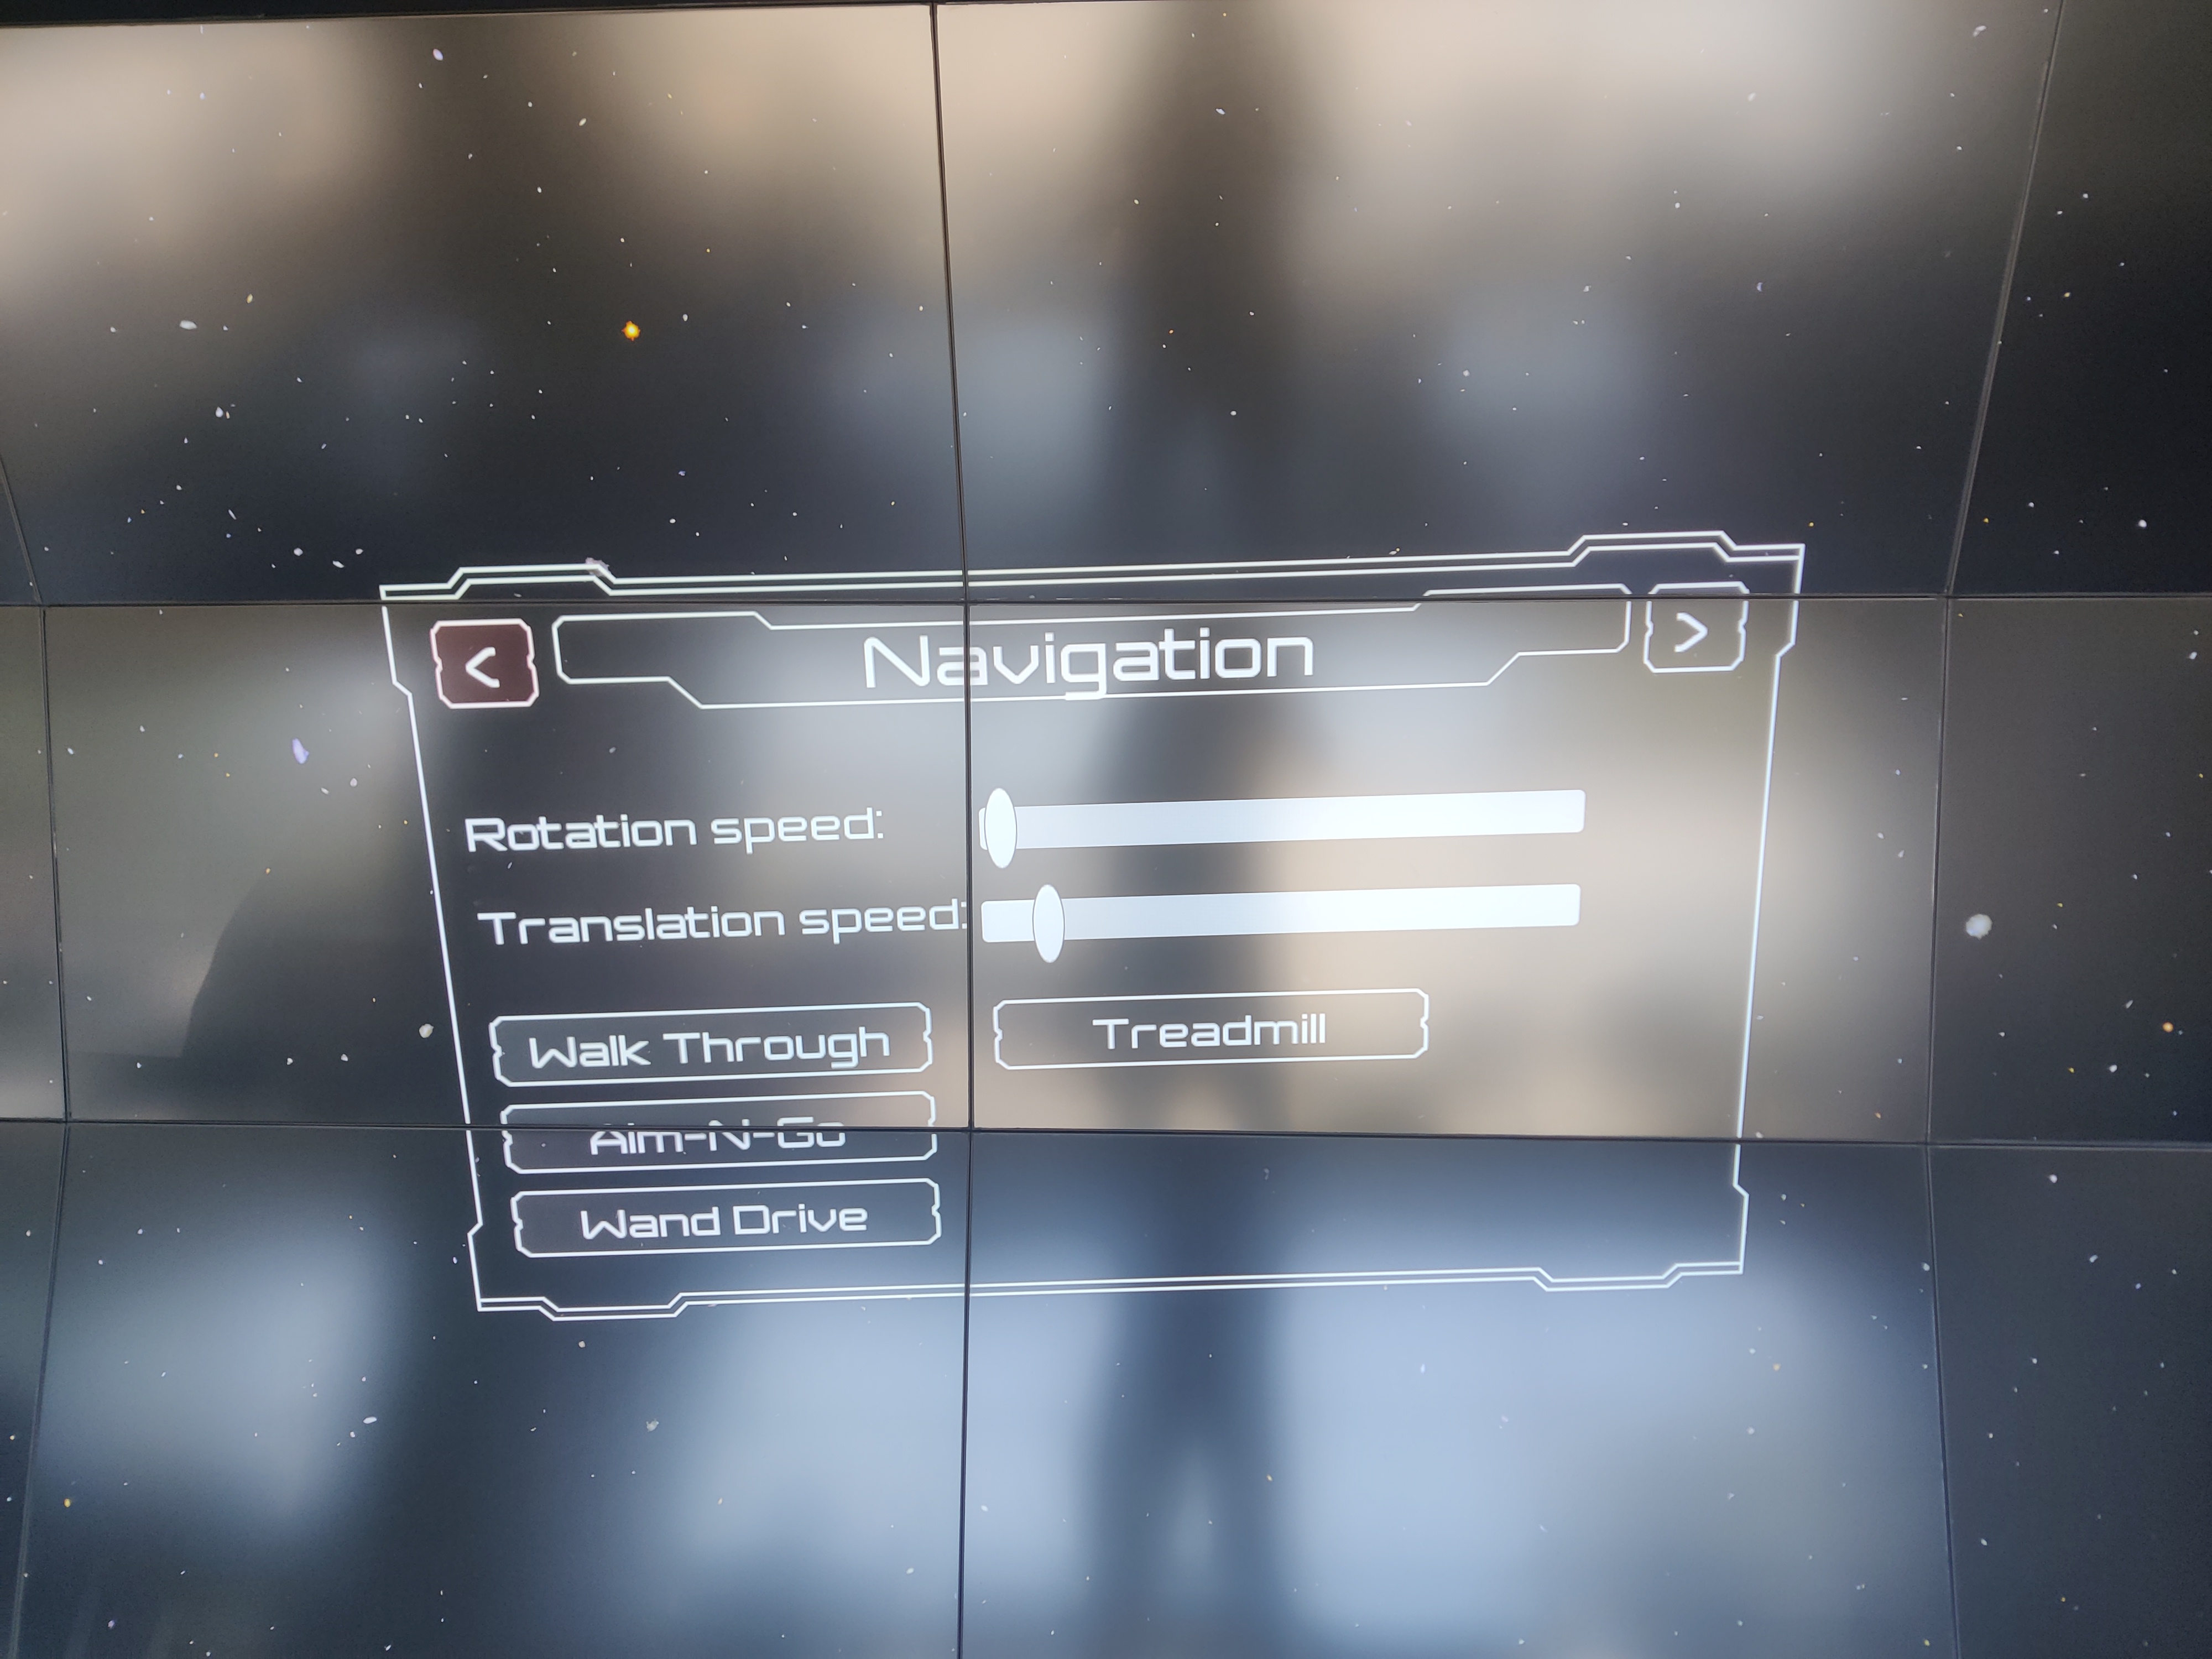 < Navigation >
Rotation speed:
Translation speed:
Walk Through
Treadmill
Aim-N-Go
Wand Drive